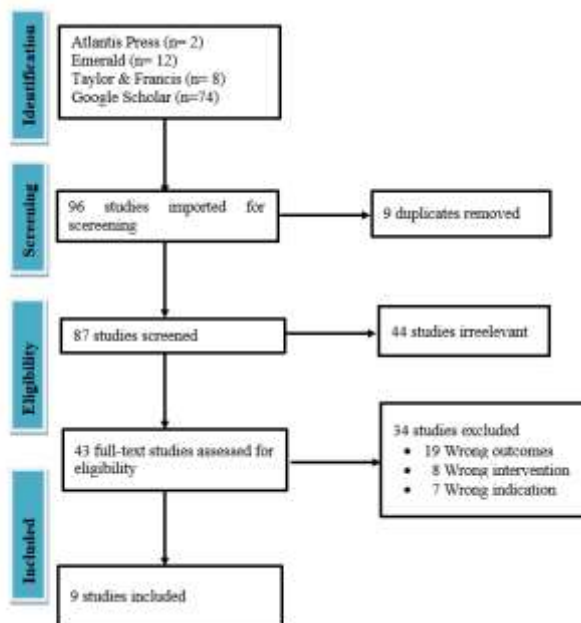 Identification
Atlantis Press (n= 2)
Emerald (n= 12)
Taylor & Francis (n= 8)
Google Scholar (n=74)
Screening
96 studies imported for
scereening
9 duplicates removed
Eligibility
87 studies screened
44 studies irreelevant
43 full-text studies assessed for
eligibility
34 studies excluded
• 19 Wrong outcomes
• 8 Wrong intervention
• 7 Wrong indication
Included
9 studies included